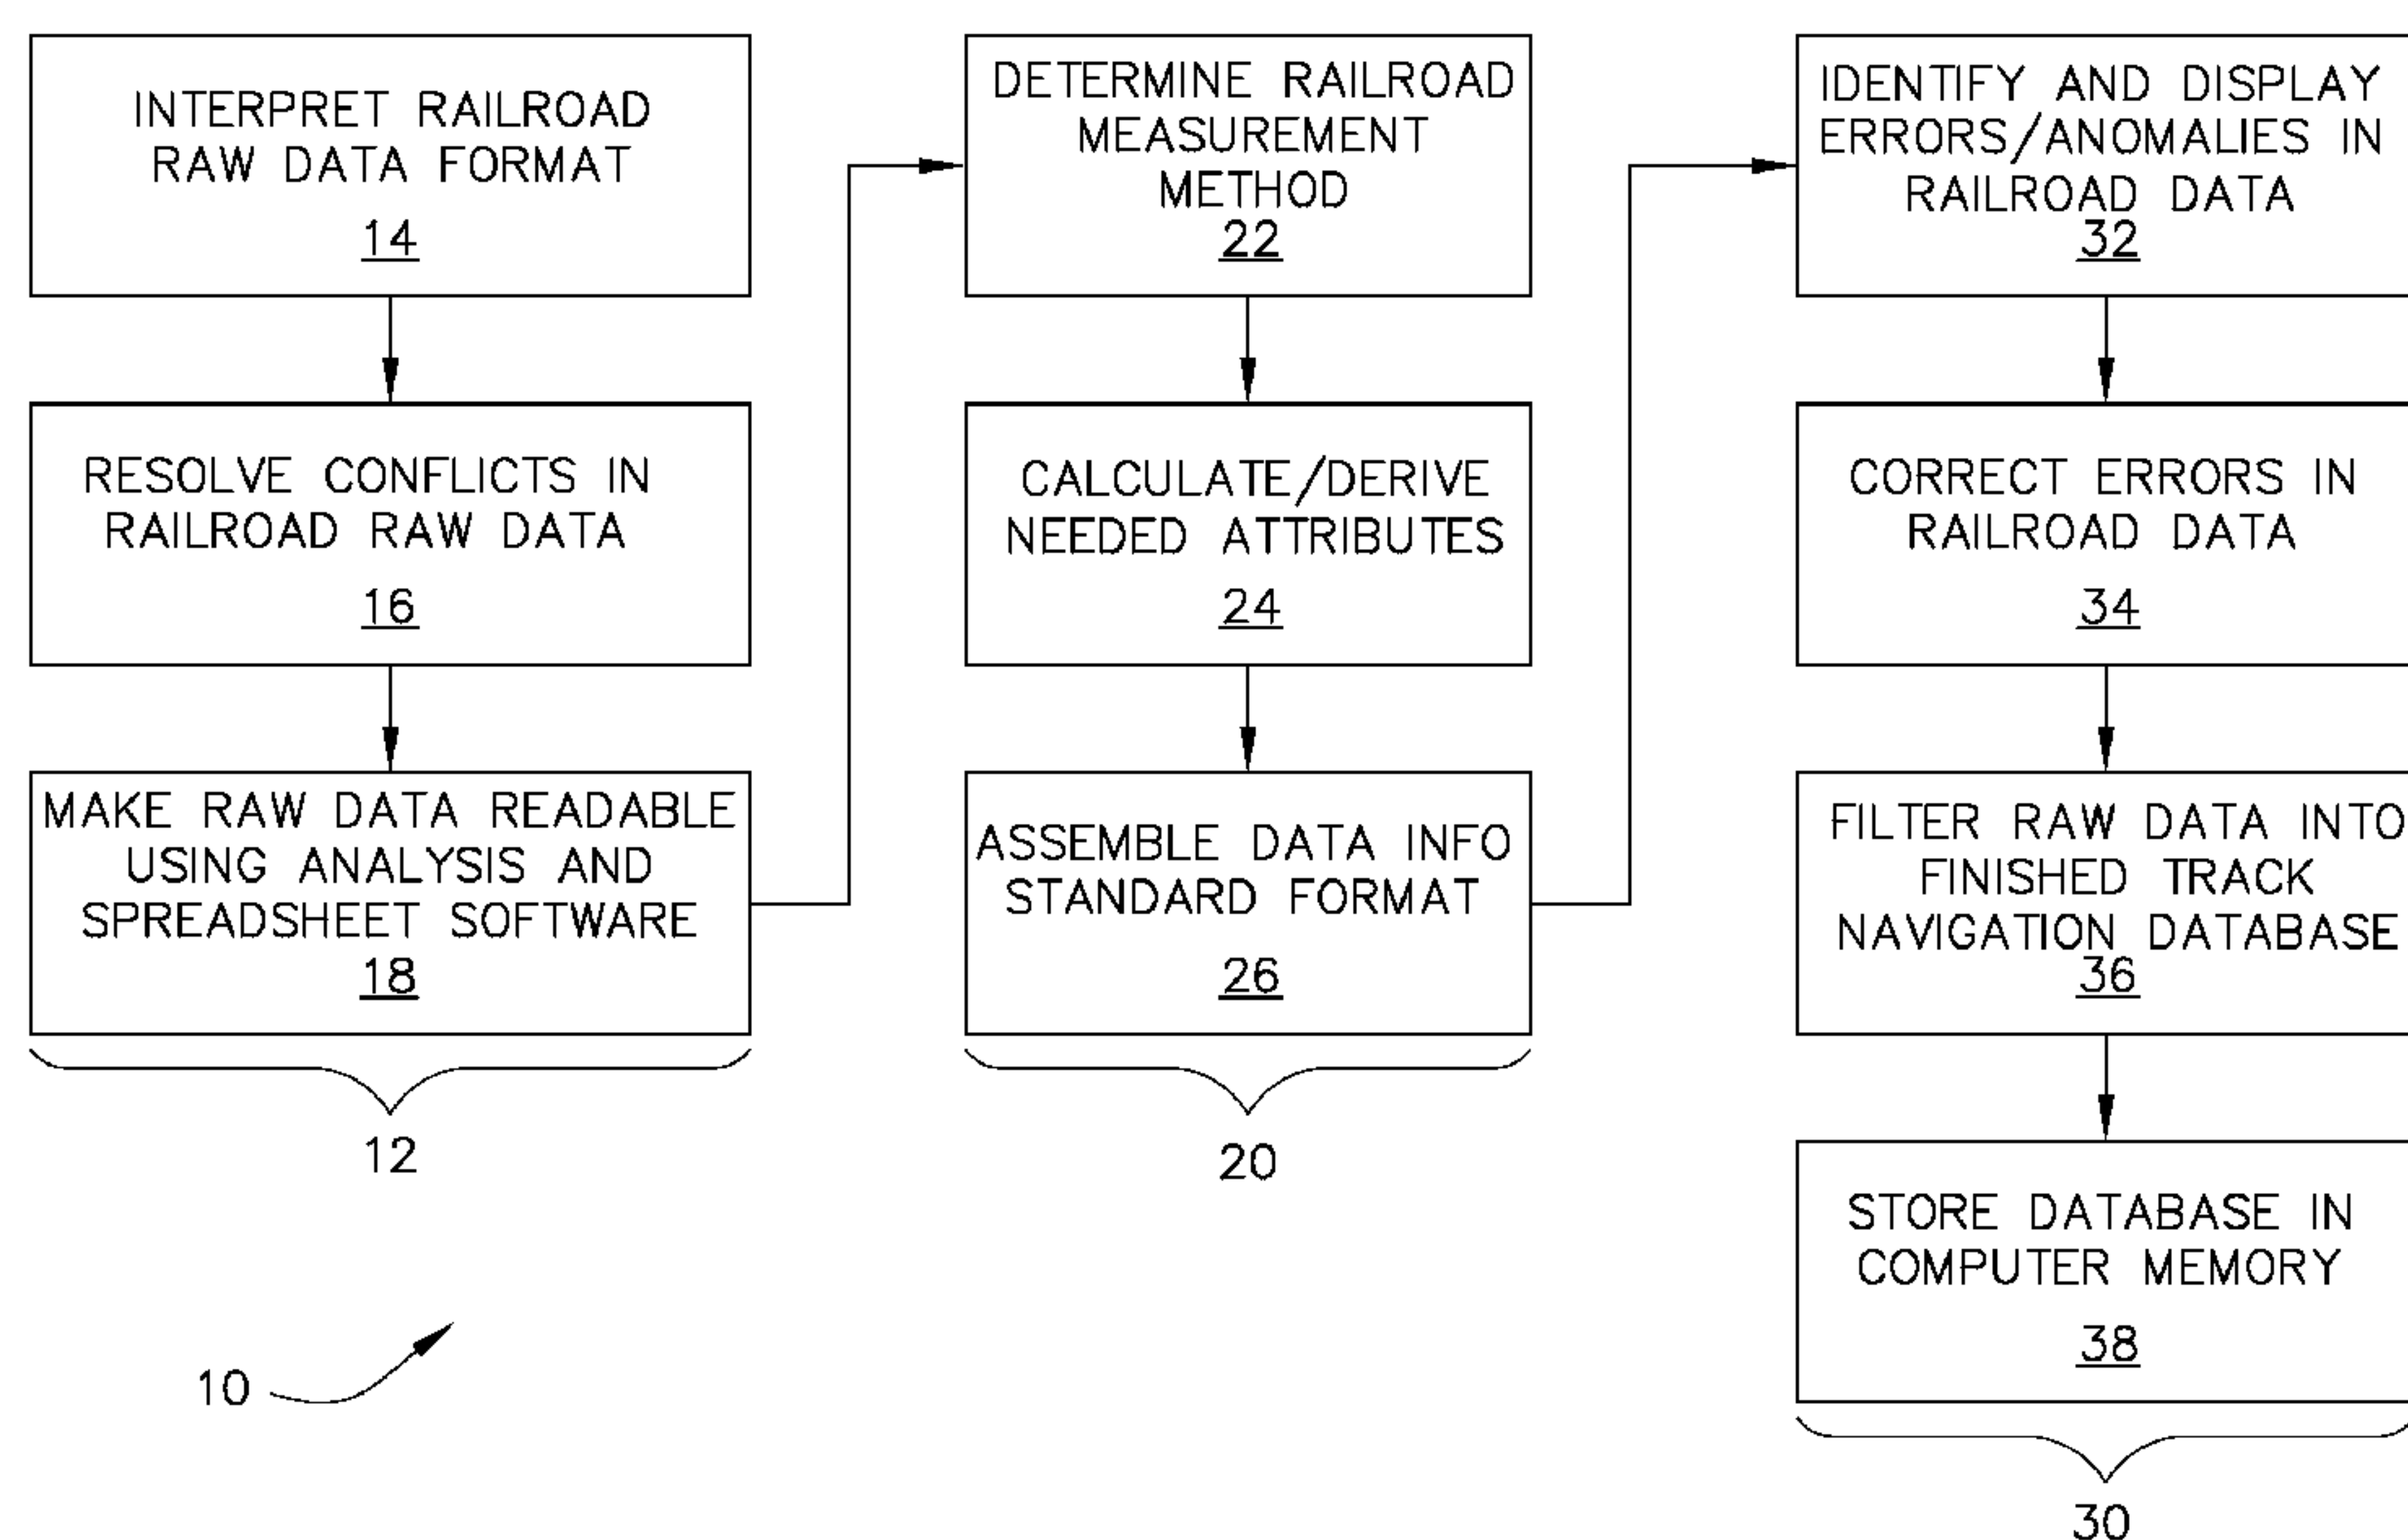 INTERPRET RAILROAD
RAW DATA FORMAT
14
RESOLVE CONFLICTS IN
RAILROAD RAW DATA
16
MAKE RAW DATA READABLE
USING ANALYSIS AND
SPREADSHEET SOFTWARE
18
12
10
DETERMINE RAILROAD
MEASUREMENT
METHOD
22
CALCULATE/DERIVE
NEEDED ATTRIBUTES
24
ASSEMBLE DATA INFO
STANDARD FORMAT
26
20
IDENTIFY AND DISPLAY
ERRORS/ANOMALIES IN
RAILROAD DATA
32
CORRECT ERRORS IN
RAILROAD DATA
34
FILTER RAW DATA INTO
FINISHED TRACK
NAVIGATION DATABASE
36
STORE DATABASE IN
COMPUTER MEMORY
38
30